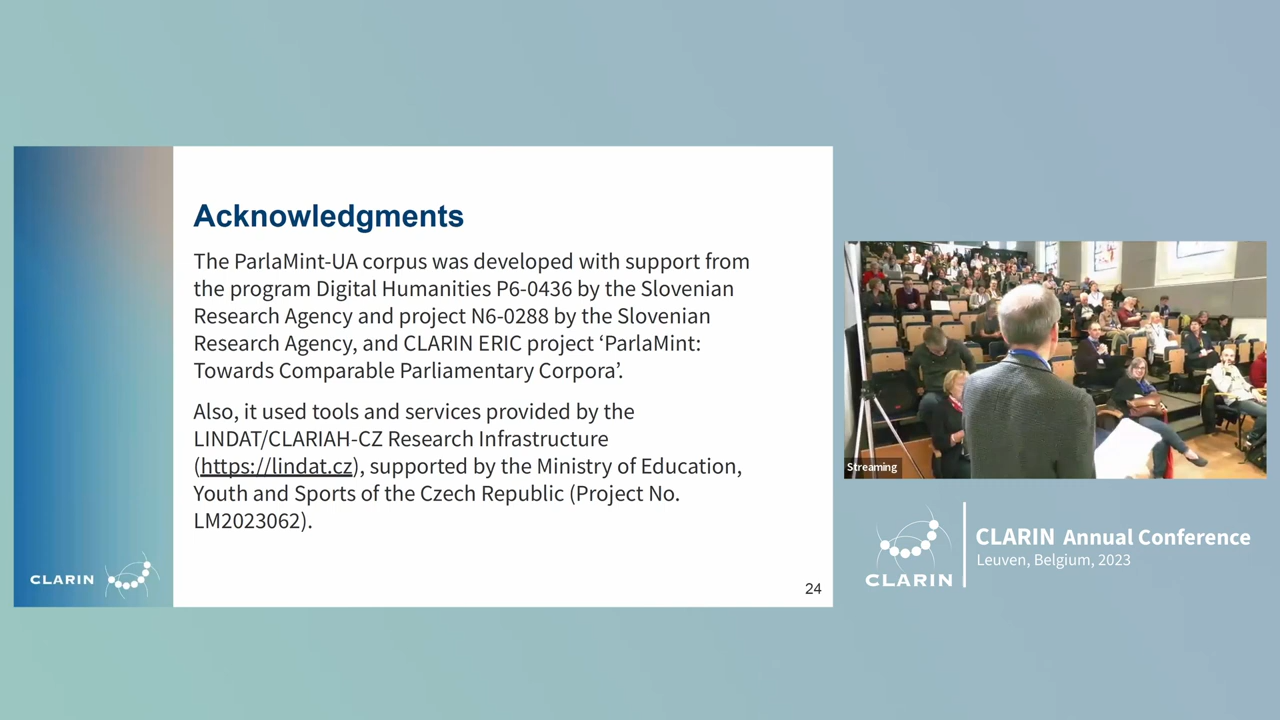 Acknowledgments
The ParlaMint-UA corpus was developed with support from
the program Digital Humanities P6-0436 by the Slovenian
Research Agency and project N6-0288 by the Slovenian
Research Agency, and CLARIN ERIC project ‘ParlaMint:
Towards Comparable Parliamentary Corpora’.
Also, it used tools and services provided by the
LINDAT/CLARIAH-CZ Research Infrastructure
(https://lindat.cz), supported by the Ministry of Education,
Youth and Sports of the Czech Republic (Project No.
LM2023062).
CLARIN
24
Streaming
CLARIN
CLARIN Annual Conference
Leuven, Belgium, 2023